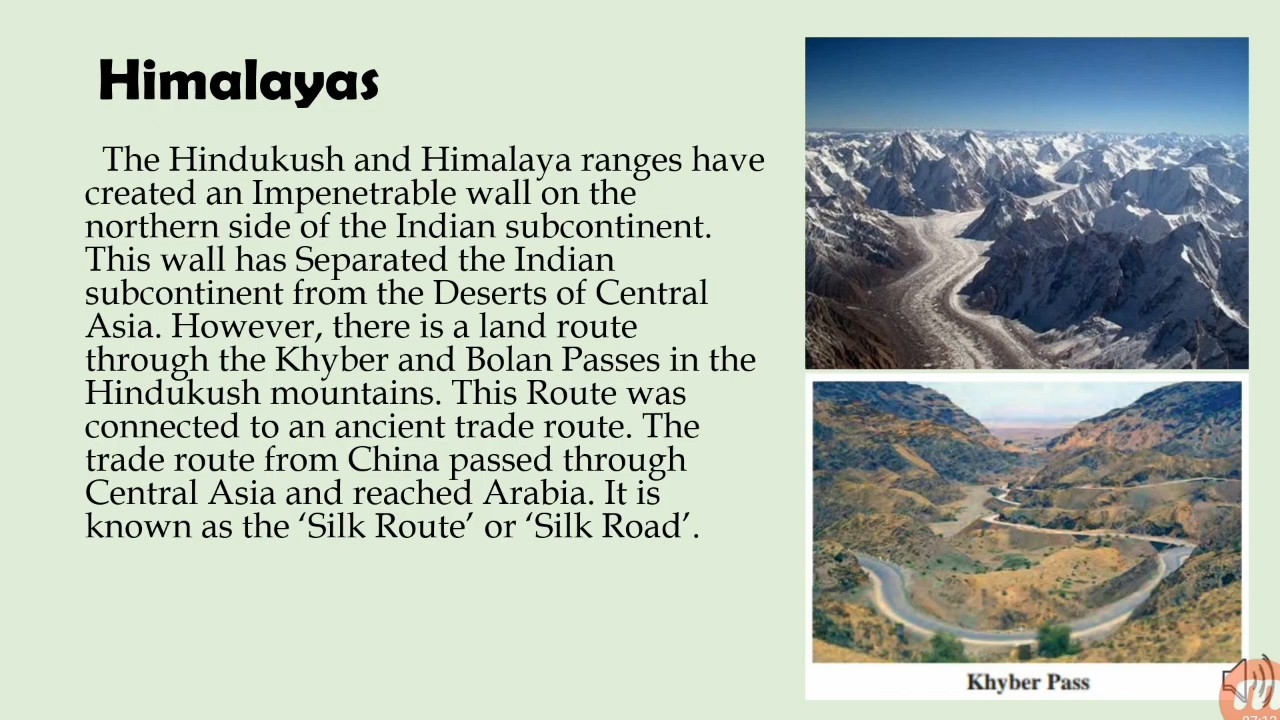 Himalayas
The Hindukush and Himalaya ranges have
created an Impenetrable wall on the
northern side of the Indian subcontinent.
This wall has Separated the Indian
subcontinent from the Deserts of Central
Asia. However, there is a land route
through the Khyber and Bolan Passes in the
Hindukush mountains. This Route was
connected to an ancient trade route. The
trade route from China passed through
Central Asia and reached Arabia. It is
known as the ‘Silk Route’ or ‘Silk Road’.
Khyber Pass